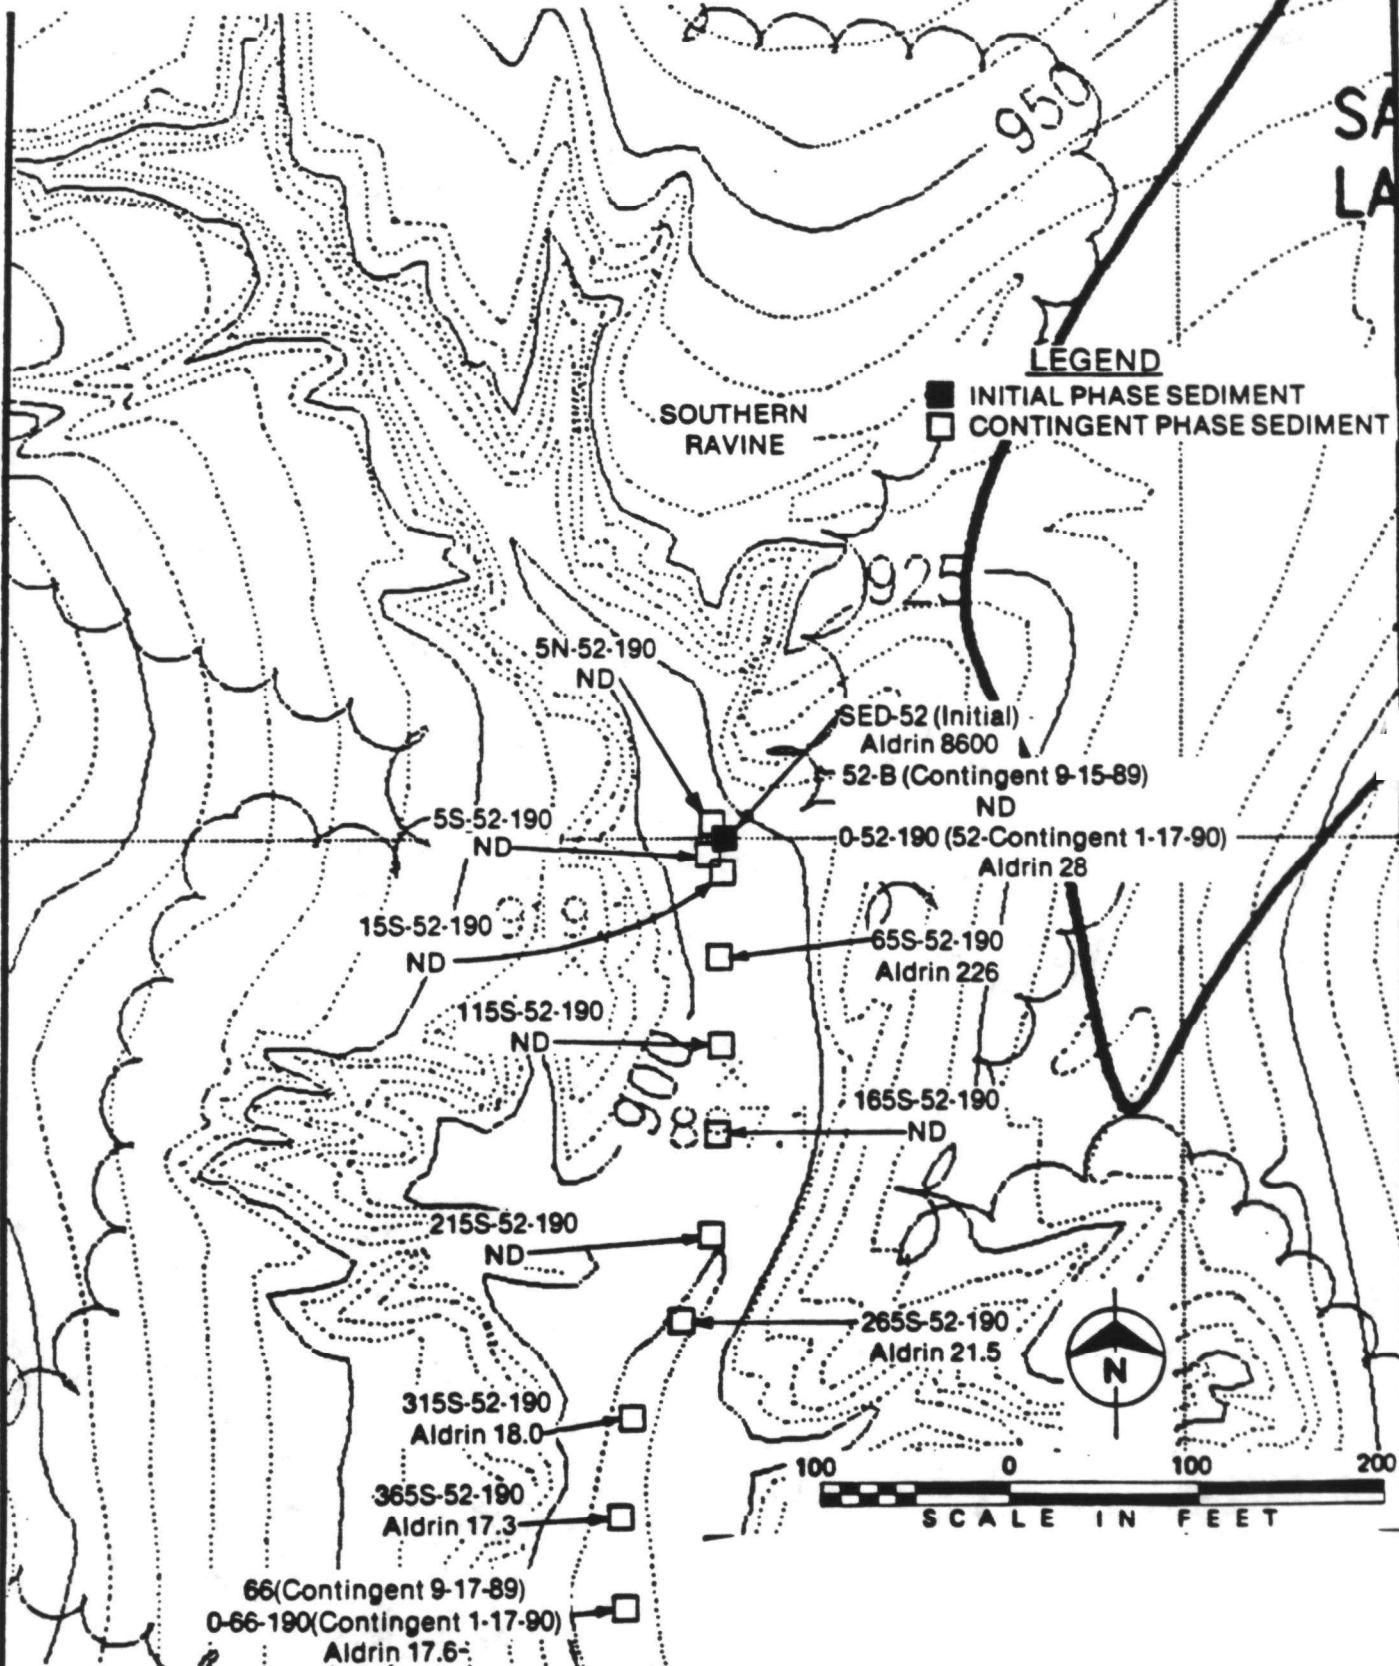 950
SA
LA
LEGEND
INITIAL PHASE SEDIMENT
CONTINGENT PHASE SEDIMENT
SOUTHERN
RAVINE
925
5N-52-190
ND
SED-52 (Initial)
Aldrin 8600
52-B (Contingent 9-15-89)
ND
0-52-190 (52-Contingent 1-17-90)
Aldrin 28
5S-52-190
ND
15S-52-190
ND
65S-52-190
Aldrin 226
115S-52-190
ND
900
165S-52-190
ND
215S-52-190
ND
265S-52-190
Aldrin 21.5
N
315S-52-190
Aldrin 18.0
100 0 100 200
SCALE IN FEET
365S-52-190
Aldrin 17.3
66(Contingent 9-17-89)
0-66-190(Contingent 1-17-90)
Aldrin 17.6